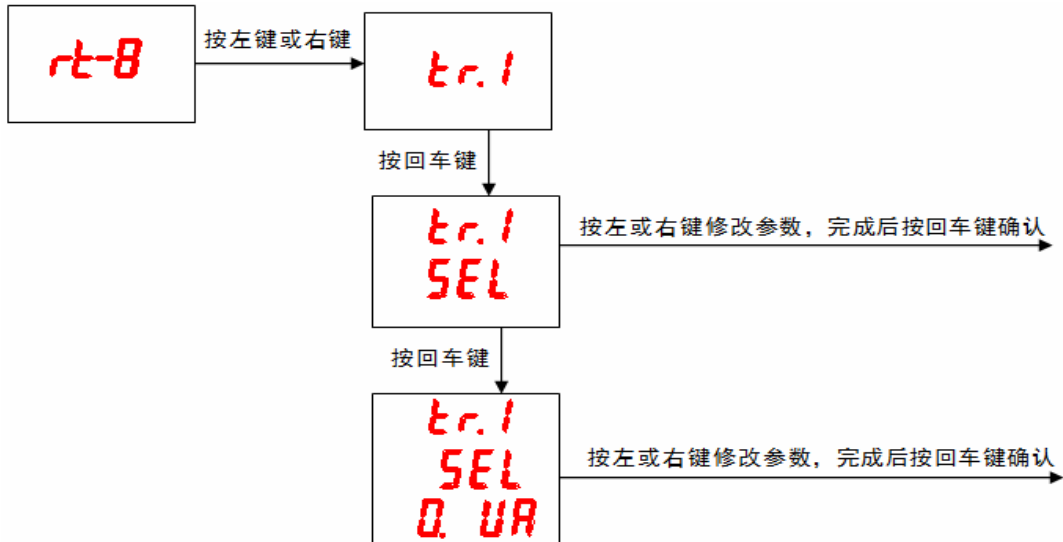 rt-8
按左键或右键
tr.1
按回车键
tr.1
SEL
按左或右键修改参数，完成后按回车键确认
按回车键
tr.1
SEL
0. UA
按左或右键修改参数，完成后按回车键确认